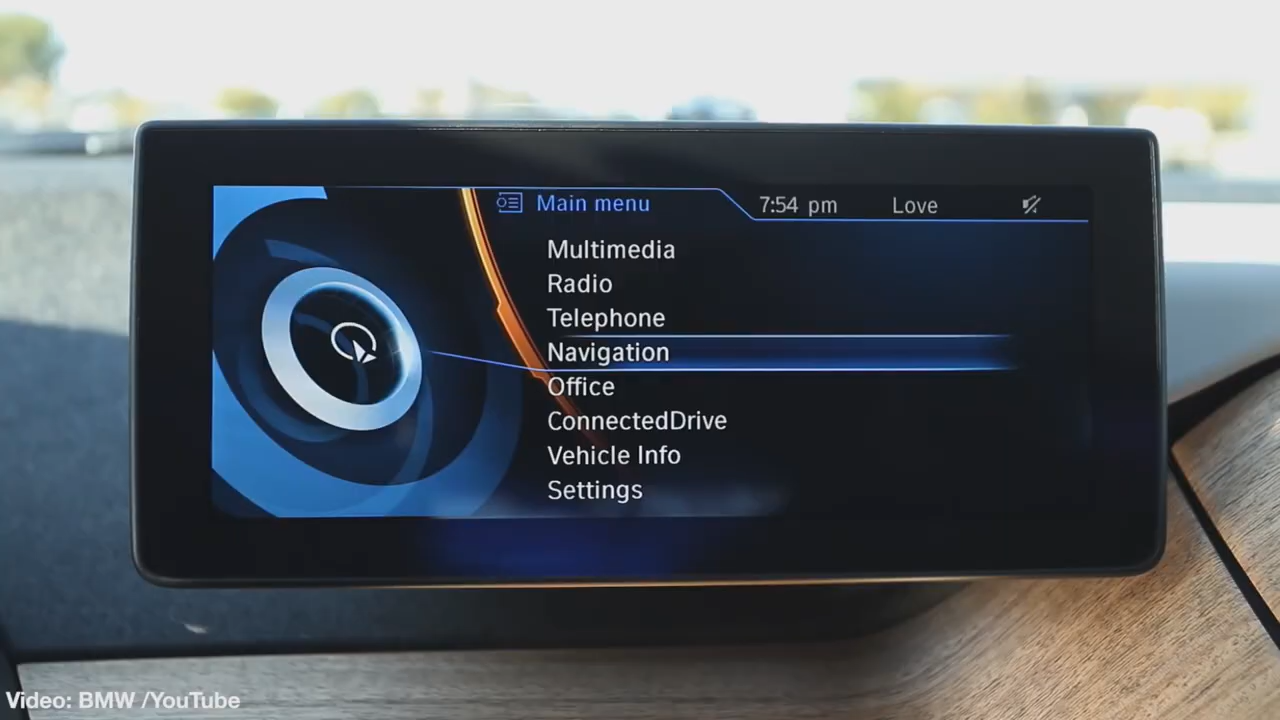 Main menu 7:54 pm Love
Multimedia
Radio
Telephone
Navigation
Office
ConnectedDrive
Vehicle Info
Settings
Video: BMW /YouTube